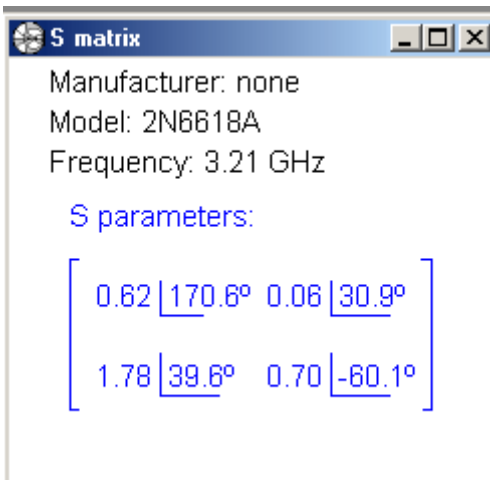 S matrix
Manufacturer: none
Model: 2N6618A
Frequency: 3.21 GHz
S parameters:
0.62 170.6º 0.06 30.9º
1.78 39.6º 0.70 -60.1º